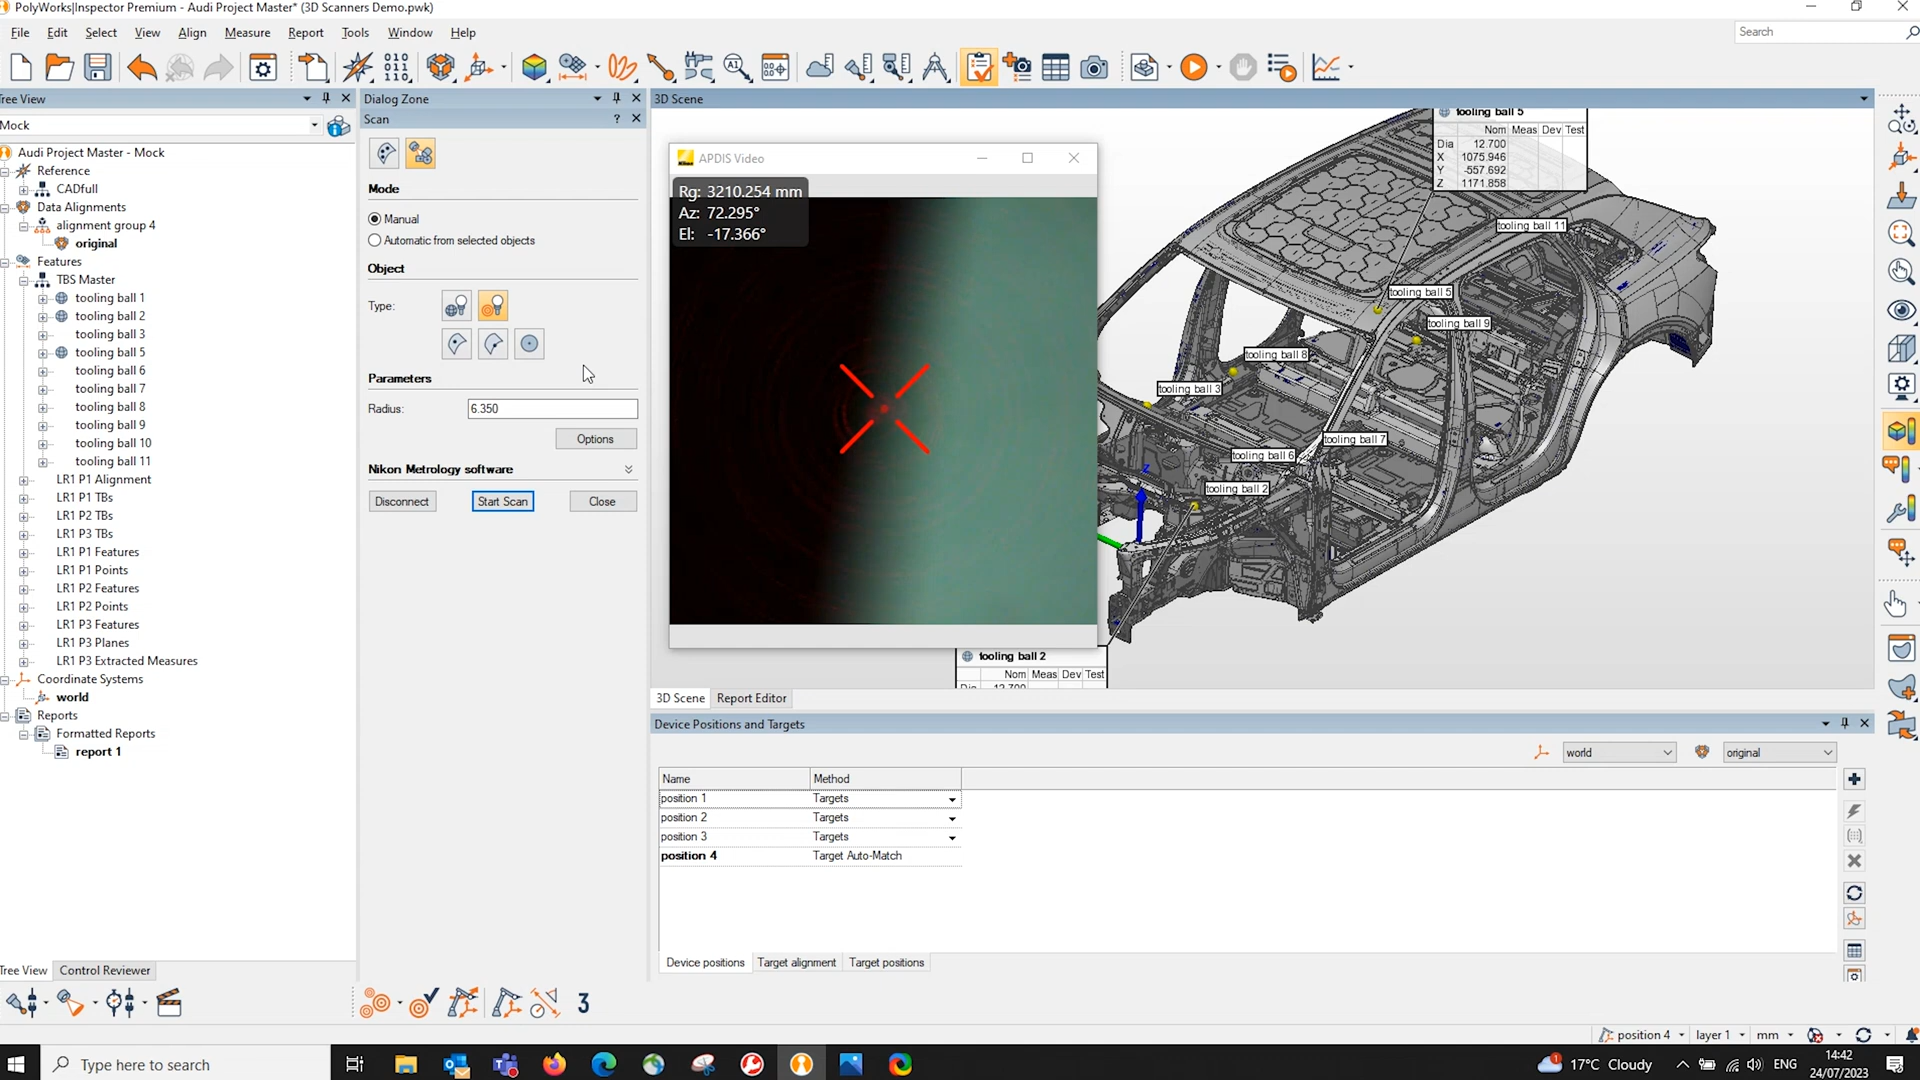 PolyWorks|Inspector Premium - Audi Project Master* (3D Scanners Demo.pwk)
File Edit Select View Align Measure Report Tools Window Help
Search
Tree View
Mock
Audi Project Master - Mock
Reference
CADfull
Data Alignments
alignment group 4
original
Features
TBS Master
tooling ball 1
tooling ball 2
tooling ball 3
tooling ball 5
tooling ball 6
tooling ball 7
tooling ball 8
tooling ball 9
tooling ball 10
tooling ball 11
LR1 P1 Alignment
LR1 P1 TBs
LR1 P2 TBs
LR1 P3 TBs
LR1 P1 Features
LR1 P1 Points
LR1 P2 Features
LR1 P2 Points
LR1 P3 Features
LR1 P3 Planes
LR1 P3 Extracted Measures
Coordinate Systems
world
Reports
Formatted Reports
report 1
Tree View Control Reviewer
Dialog Zone
Scan ?
Mode
Manual
Automatic from selected objects
Object
Type:
Parameters
Radius: 6.350
Options
Nikon Metrology software
Disconnect Start Scan Close
3D Scene
APDIS Video
Rg: 3210.254 mm
Az: 72.295°
El: -17.366°
tooling ball 5
Nom Meas Dev Test
Dia 12.700
X 1075.946
Y -557.692
Z 1171.858
tooling ball 11
tooling ball 5
tooling ball 9
tooling ball 8
tooling ball 3
tooling ball 7
tooling ball 6
tooling ball 2
Z
tooling ball 2
Nom Meas Dev Test
Dia 12.700
3D Scene Report Editor
Device Positions and Targets
world original
Name Method
position 1 Targets
position 2 Targets
position 3 Targets
position 4 Target Auto-Match
Device positions Target alignment Target positions
3
position 4 layer 1 mm
Type here to search
1 17°C Cloudy ENG 14:42
24/07/2023